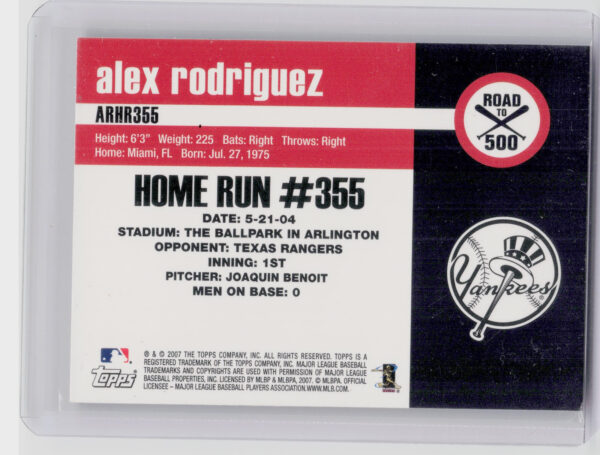 alex rodriguez
ARHR355
Height: 6'3" Weight: 225 Bats: Right Throws: Right
Home: Miami, FL Born: Jul. 27, 1975
ROAD
TO
500
HOME RUN #355
DATE: 5-21-04
STADIUM: THE BALLPARK IN ARLINGTON
OPPONENT: TEXAS RANGERS
INNING: 1ST
PITCHER: JOAQUIN BENOIT
MEN ON BASE: 0
Yankees
Topps
® & © 2007 THE TOPPS COMPANY, INC. ALL RIGHTS RESERVED. TOPPS IS A
REGISTERED TRADEMARK OF THE TOPPS COMPANY, INC. MAJOR LEAGUE BASEBALL
TRADEMARKS AND COPYRIGHTS ARE USED WITH PERMISSION OF MAJOR LEAGUE
BASEBALL PROPERTIES, INC. LICENSED BY MLBP & MLBPA, 2007. © MLBPA. OFFICIAL
LICENSEE – MAJOR LEAGUE BASEBALL PLAYERS ASSOCIATION.WWW.MLB.COM.